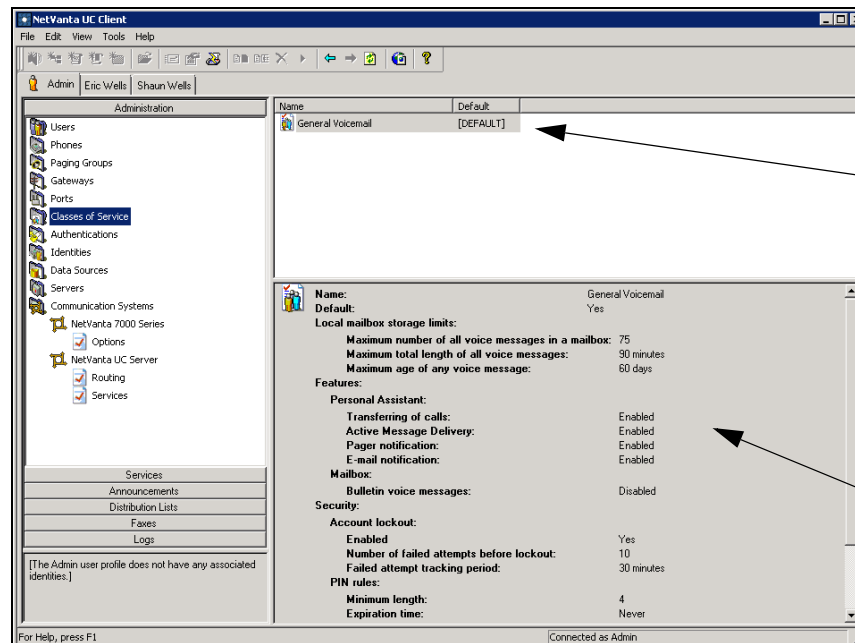 NetVanta UC Client
File Edit View Tools Help
Admin Eric Wells Shaun Wells
Administration
Users
Phones
Paging Groups
Gateways
Ports
Classes of Service
Authentications
Identities
Data Sources
Servers
Communication Systems
NetVanta 7000 Series
Options
NetVanta UC Server
Routing
Services
Services
Announcements
Distribution Lists
Faxes
Logs
[The Admin user profile does not have any associated
identities.]
Name Default
General Voicemail [DEFAULT]
Name: General Voicemail
Default: Yes
Local mailbox storage limits:
Maximum number of all voice messages in a mailbox: 75
Maximum total length of all voice messages: 90 minutes
Maximum age of any voice message: 60 days
Features:
Personal Assistant:
Transferring of calls: Enabled
Active Message Delivery: Enabled
Pager notification: Enabled
E-mail notification: Enabled
Mailbox:
Bulletin voice messages: Disabled
Security:
Account lockout:
Enabled Yes
Number of failed attempts before lockout: 10
Failed attempt tracking period: 30 minutes
PIN rules:
Minimum length: 4
Expiration time: Never
For Help, press F1 Connected as Admin